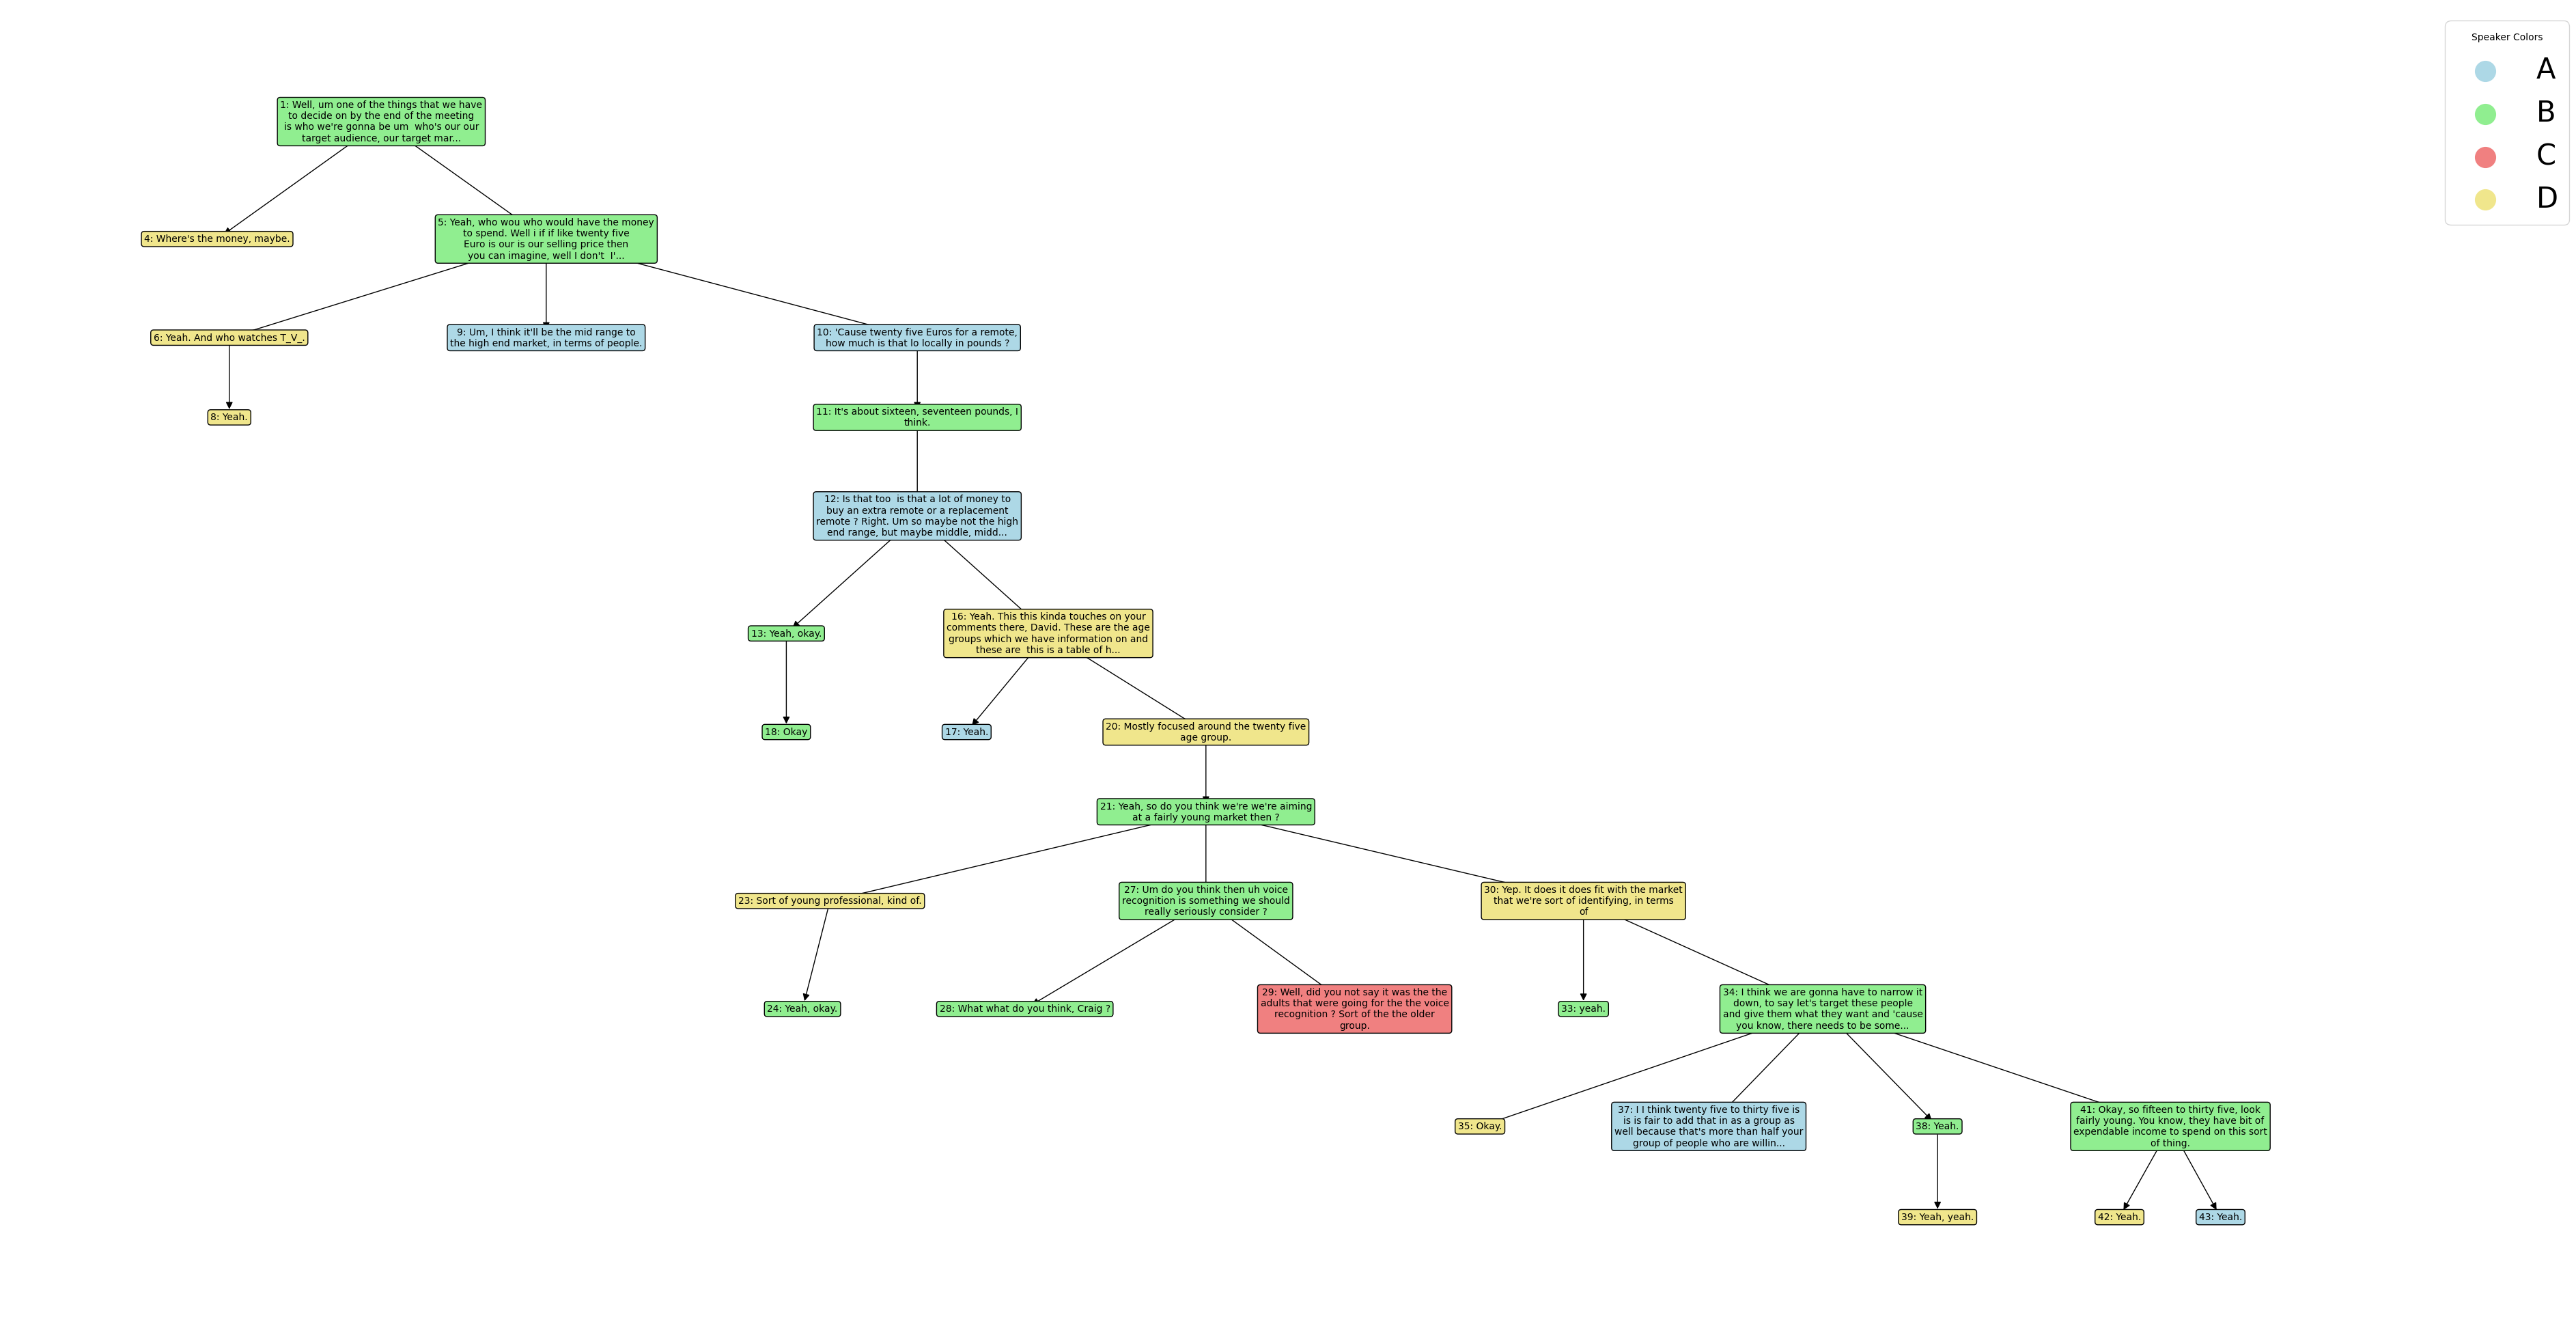 Speaker Colors
A
B
C
D
1: Well, um one of the things that we have
to decide on by the end of the meeting
is who we're gonna be um  who's our our
target audience, our target mar...
4: Where's the money, maybe.
5: Yeah, who wou who would have the money
to spend. Well i if if like twenty five
Euro is our is our selling price then
you can imagine, well I don't  I'...
6: Yeah. And who watches T_V_.
9: Um, I think it'll be the mid range to
the high end market, in terms of people.
10: 'Cause twenty five Euros for a remote,
how much is that lo locally in pounds ?
8: Yeah.
11: It's about sixteen, seventeen pounds, I
think.
12: Is that too  is that a lot of money to
buy an extra remote or a replacement
remote ? Right. Um so maybe not the high
end range, but maybe middle, midd...
13: Yeah, okay.
16: Yeah. This this kinda touches on your
comments there, David. These are the age
groups which we have information on and
these are  this is a table of h...
18: Okay
17: Yeah.
20: Mostly focused around the twenty five
age group.
21: Yeah, so do you think we're we're aiming
at a fairly young market then ?
23: Sort of young professional, kind of.
27: Um do you think then uh voice
recognition is something we should
really seriously consider ?
30: Yep. It does it does fit with the market
that we're sort of identifying, in terms
of
24: Yeah, okay.
28: What what do you think, Craig ?
29: Well, did you not say it was the the
adults that were going for the the voice
recognition ? Sort of the the older
group.
33: yeah.
34: I think we are gonna have to narrow it
down, to say let's target these people
and give them what they want and 'cause
you know, there needs to be some...
35: Okay.
37: I I think twenty five to thirty five is
is is fair to add that in as a group as
well because that's more than half your
group of people who are willin...
38: Yeah.
41: Okay, so fifteen to thirty five, look
fairly young. You know, they have bit of
expendable income to spend on this sort
of thing.
39: Yeah, yeah.
42: Yeah.
43: Yeah.